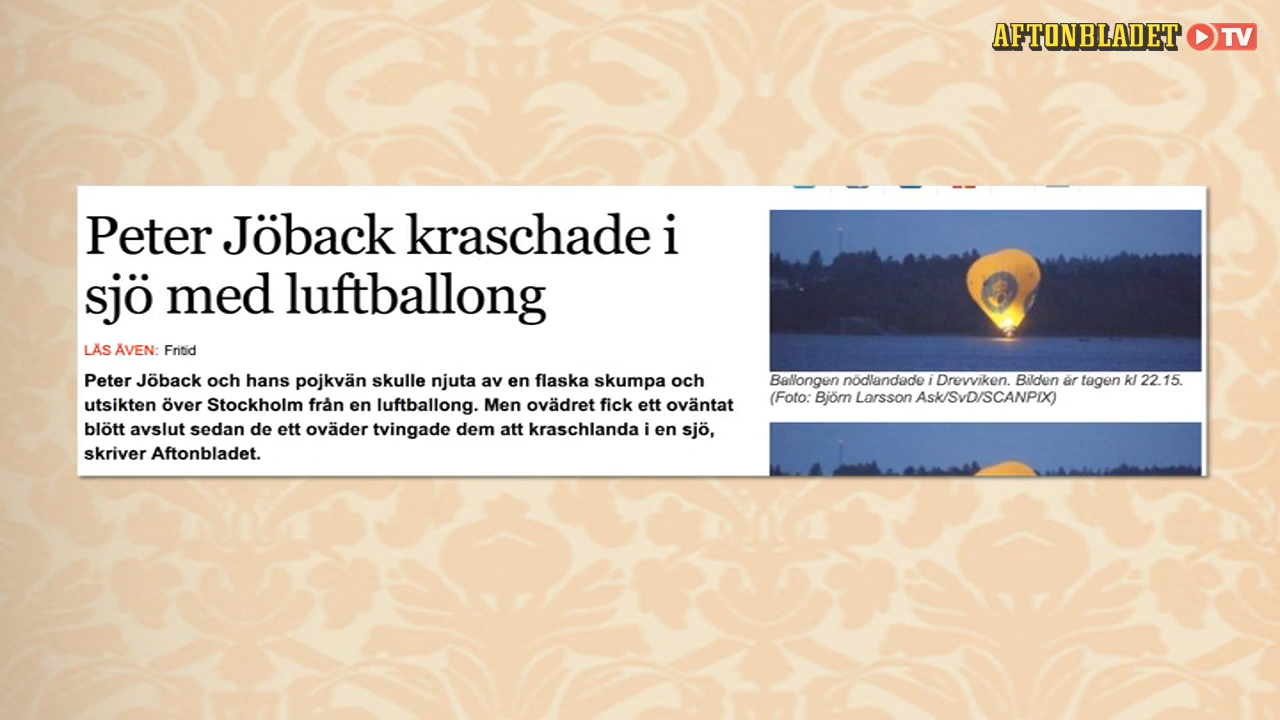 AFTONBLADET TV
Peter Jöback kraschade i
sjö med luftballong
LÄS ÄVEN: Fritid
Peter Jöback och hans pojkvän skulle njuta av en flaska skumpa och
utsikten över Stockholm från en luftballong. Men ovädret fick ett oväntat
blött avslut sedan de ett oväder tvingade dem att kraschlanda i en sjö,
skriver Aftonbladet.
Ballongen nödlandade i Drevviken. Bilden är tagen kl 22.15.
(Foto: Björn Larsson Ask/SvD/SCANPIX)